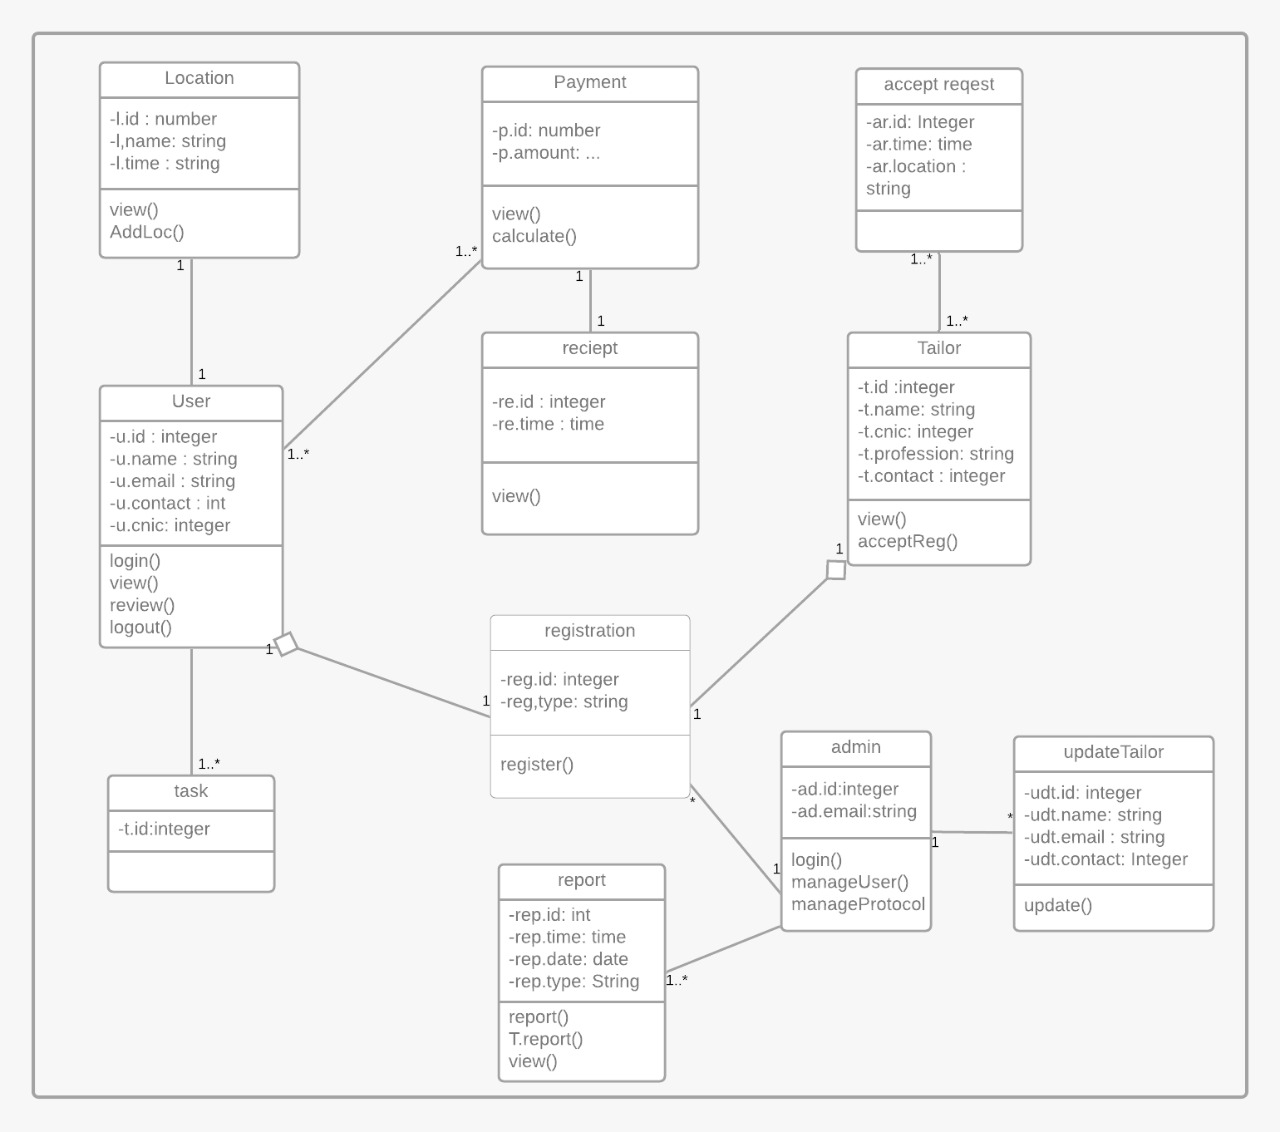 Location
-l.id : number
-l,name: string
-l.time : string
view()
AddLoc()
1
1
Payment
-p.id: number
-p.amount: ...
view()
calculate()
1..*
1..*
1
1
accept reqest
-ar.id: Integer
-ar.time: time
-ar.location :
string
1..*
1..*
User
-u.id : integer
-u.name : string
-u.email : string
-u.contact : int
-u.cnic: integer
login()
view()
review()
logout()
1
1
1..*
reciept
-re.id : integer
-re.time : time
view()
Tailor
-t.id :integer
-t.name: string
-t.cnic: integer
-t.profession: string
-t.contact : integer
view()
acceptReg()
1
1
registration
-reg.id: integer
-reg,type: string
register()
*
1
task
-t.id:integer
admin
-ad.id:integer
-ad.email:string
login()
manageUser()
manageProtocol
1
*
updateTailor
-udt.id: integer
-udt.name: string
-udt.email : string
-udt.contact: Integer
update()
report
-rep.id: int
-rep.time: time
-rep.date: date
-rep.type: String
report()
T.report()
view()
1..*